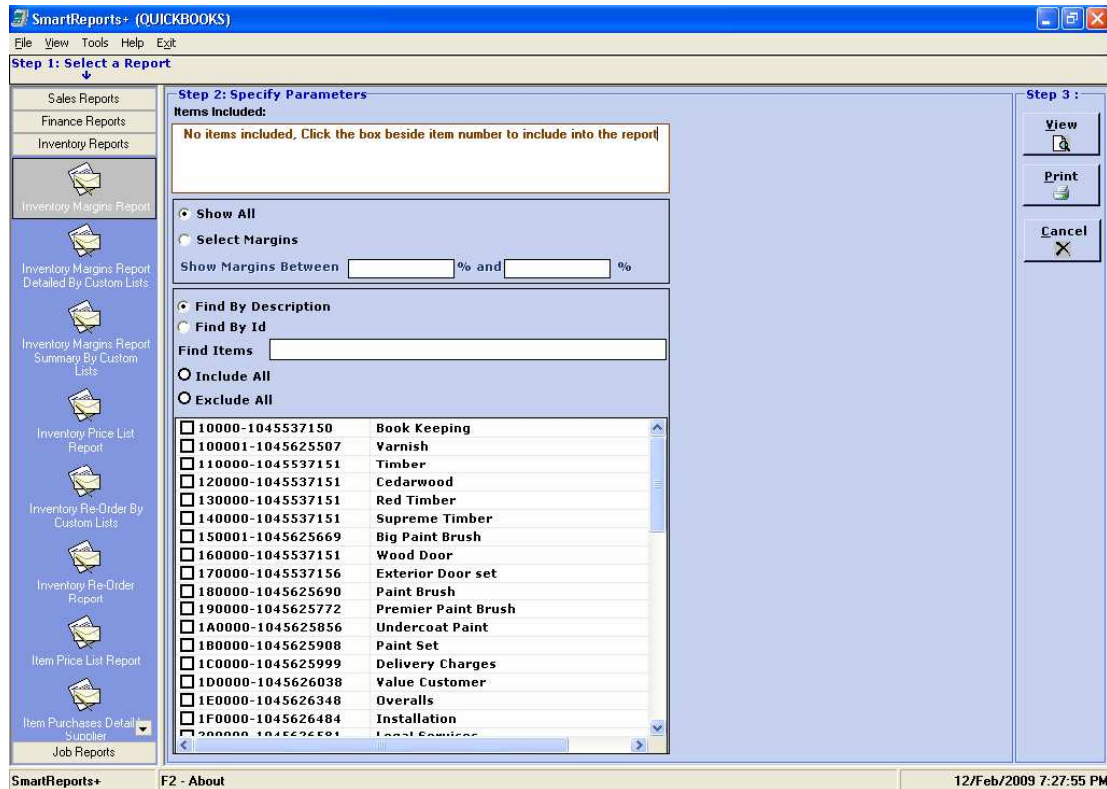 SmartReports+ (QUICKBOOKS)
File View Tools Help Exit
Step 1: Select a Report
Sales Reports
Finance Reports
Inventory Reports
Inventory Margins Report
Inventory Margins Report
Detailed By Custom Lists
Inventory Margins Report
Summary By Custom
Lists
Inventory Price List
Report
Inventory Re-Order By
Custom Lists
Inventory Re-Order
Report
Item Price List Report
Item Purchases Detail
Supplier
Job Reports
Step 2: Specify Parameters
Items Included:
No items included, Click the box beside item number to include into the report
Show All
Select Margins
Show Margins Between % and %
Find By Description
Find By Id
Find Items
Include All
Exclude All
10000-1045537150 Book Keeping
100001-1045625507 Varnish
110000-1045537151 Timber
120000-1045537151 Cedarwood
130000-1045537151 Red Timber
140000-1045537151 Supreme Timber
150001-1045625669 Big Paint Brush
160000-1045537151 Wood Door
170000-1045537156 Exterior Door set
180000-1045625690 Paint Brush
190000-1045625772 Premier Paint Brush
1A0000-1045625856 Undercoat Paint
1B0000-1045625908 Paint Set
1C0000-1045625999 Delivery Charges
1D0000-1045626038 Value Customer
1E0000-1045626348 Overalls
1F0000-1045626484 Installation
200000-1045626581 Legal Services
Step 3 :
View
Print
Cancel
SmartReports+
F2 - About
12/Feb/2009 7:27:55 PM